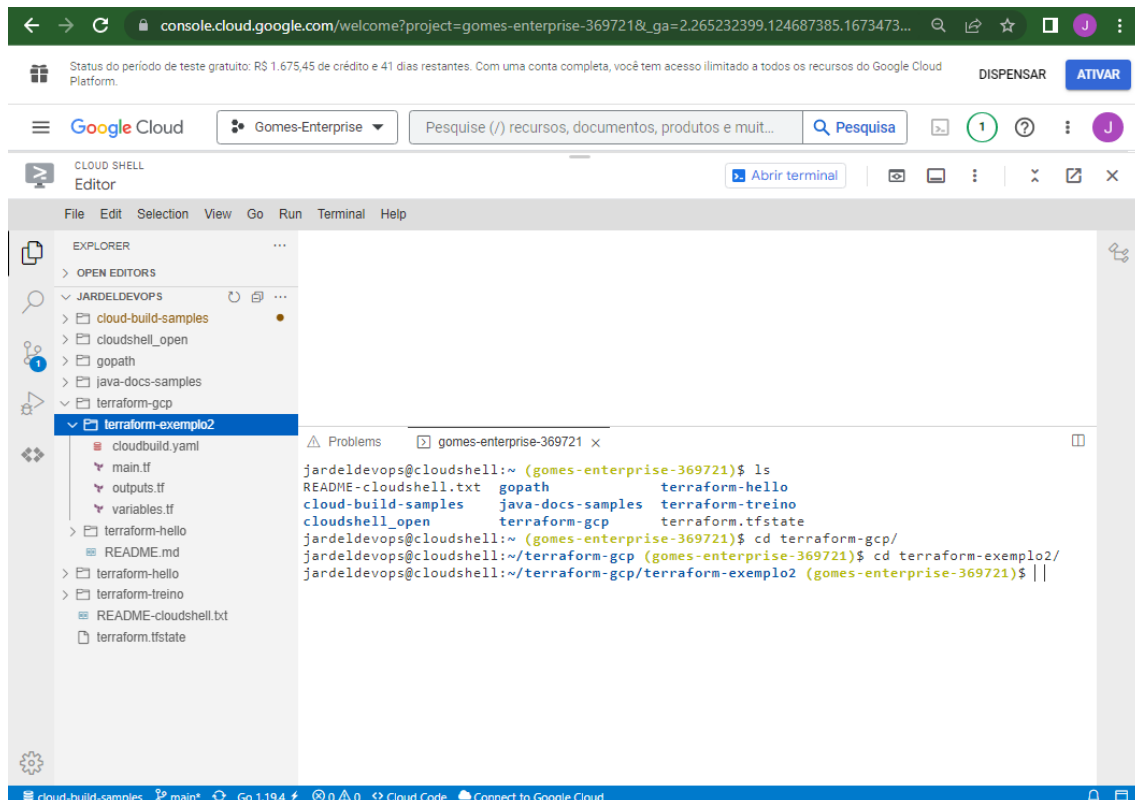 console.cloud.google.com/welcome?project=gomes-enterprise-369721&_ga=2.265232399.124687385.1673473...
J
Status do período de teste gratuito: R$ 1.675,45 de crédito e 41 dias restantes. Com uma conta completa, você tem acesso ilimitado a todos os recursos do Google Cloud
Platform.
DISPENSAR
ATIVAR
Google Cloud
Gomes-Enterprise
Pesquise (/) recursos, documentos, produtos e muit...
Pesquisa
1
J
CLOUD SHELL
Editor
Abrir terminal
File Edit Selection View Go Run Terminal Help
EXPLORER
OPEN EDITORS
JARDELDEVOPS
cloud-build-samples
cloudshell_open
gopath
java-docs-samples
terraform-gcp
terraform-exemplo2
cloudbuild.yaml
main.tf
outputs.tf
variables.tf
terraform-hello
README.md
terraform-hello
terraform-treino
README-cloudshell.txt
terraform.tfstate
1
Problems
gomes-enterprise-369721
jardeldevops@cloudshell:~ (gomes-enterprise-369721)$ ls
README-cloudshell.txt gopath terraform-hello
cloud-build-samples java-docs-samples terraform-treino
cloudshell_open terraform-gcp terraform.tfstate
jardeldevops@cloudshell:~ (gomes-enterprise-369721)$ cd terraform-gcp/
jardeldevops@cloudshell:~/terraform-gcp (gomes-enterprise-369721)$ cd terraform-exemplo2/
jardeldevops@cloudshell:~/terraform-gcp/terraform-exemplo2 (gomes-enterprise-369721)$
cloud-build-samples main* Go 1.19.4 0 0 Cloud Code Connect to Google Cloud